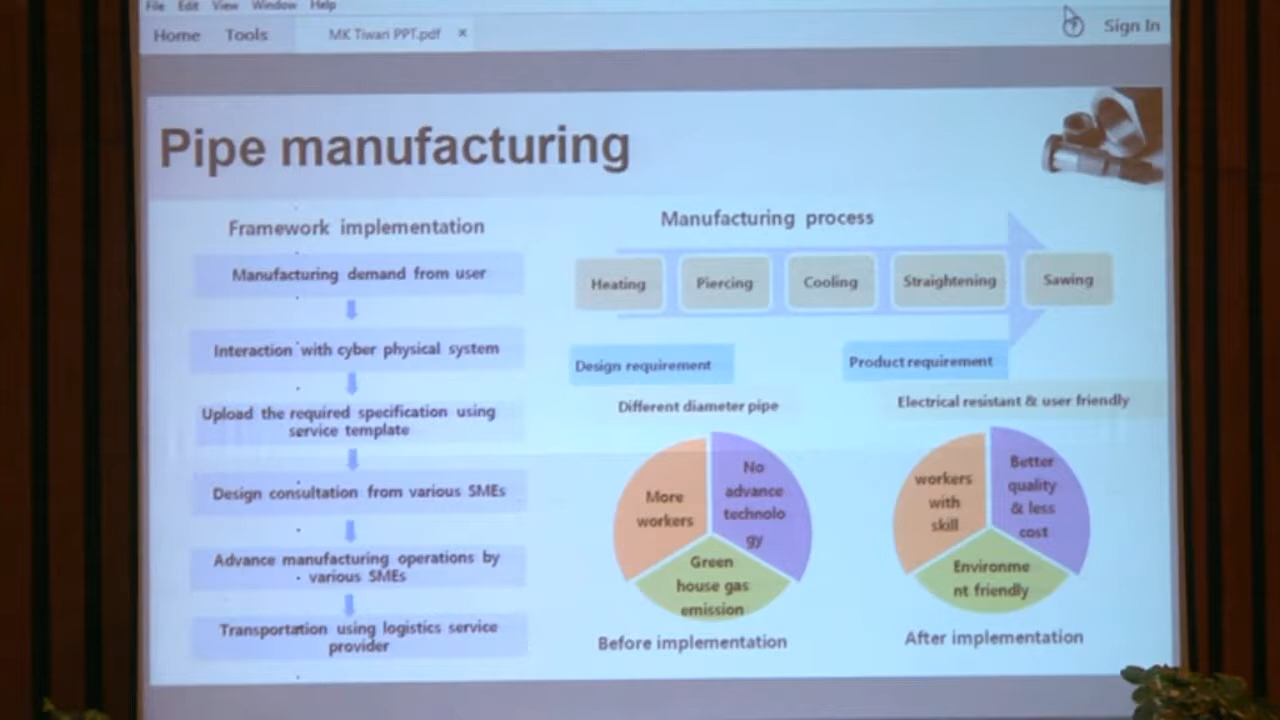 File Edit View Window Help
Home Tools MK Tiwari PPT.pdf × Sign In
Pipe manufacturing
Framework implementation
Manufacturing demand from user
Interaction with cyber physical system
Upload the required specification using
service template
Design consultation from various SMEs
Advance manufacturing operations by
various SMEs
Transportation using logistics service
provider
Manufacturing process
Heating Piercing Cooling Straightening Sawing
Design requirement
Different diameter pipe
More
workers
No
advance
technolo
gy
Green
house gas
emission
Before implementation
Product requirement
Electrical resistant & user friendly
workers
with
skill
Better
quality
& less
cost
Environme
nt friendly
After implementation